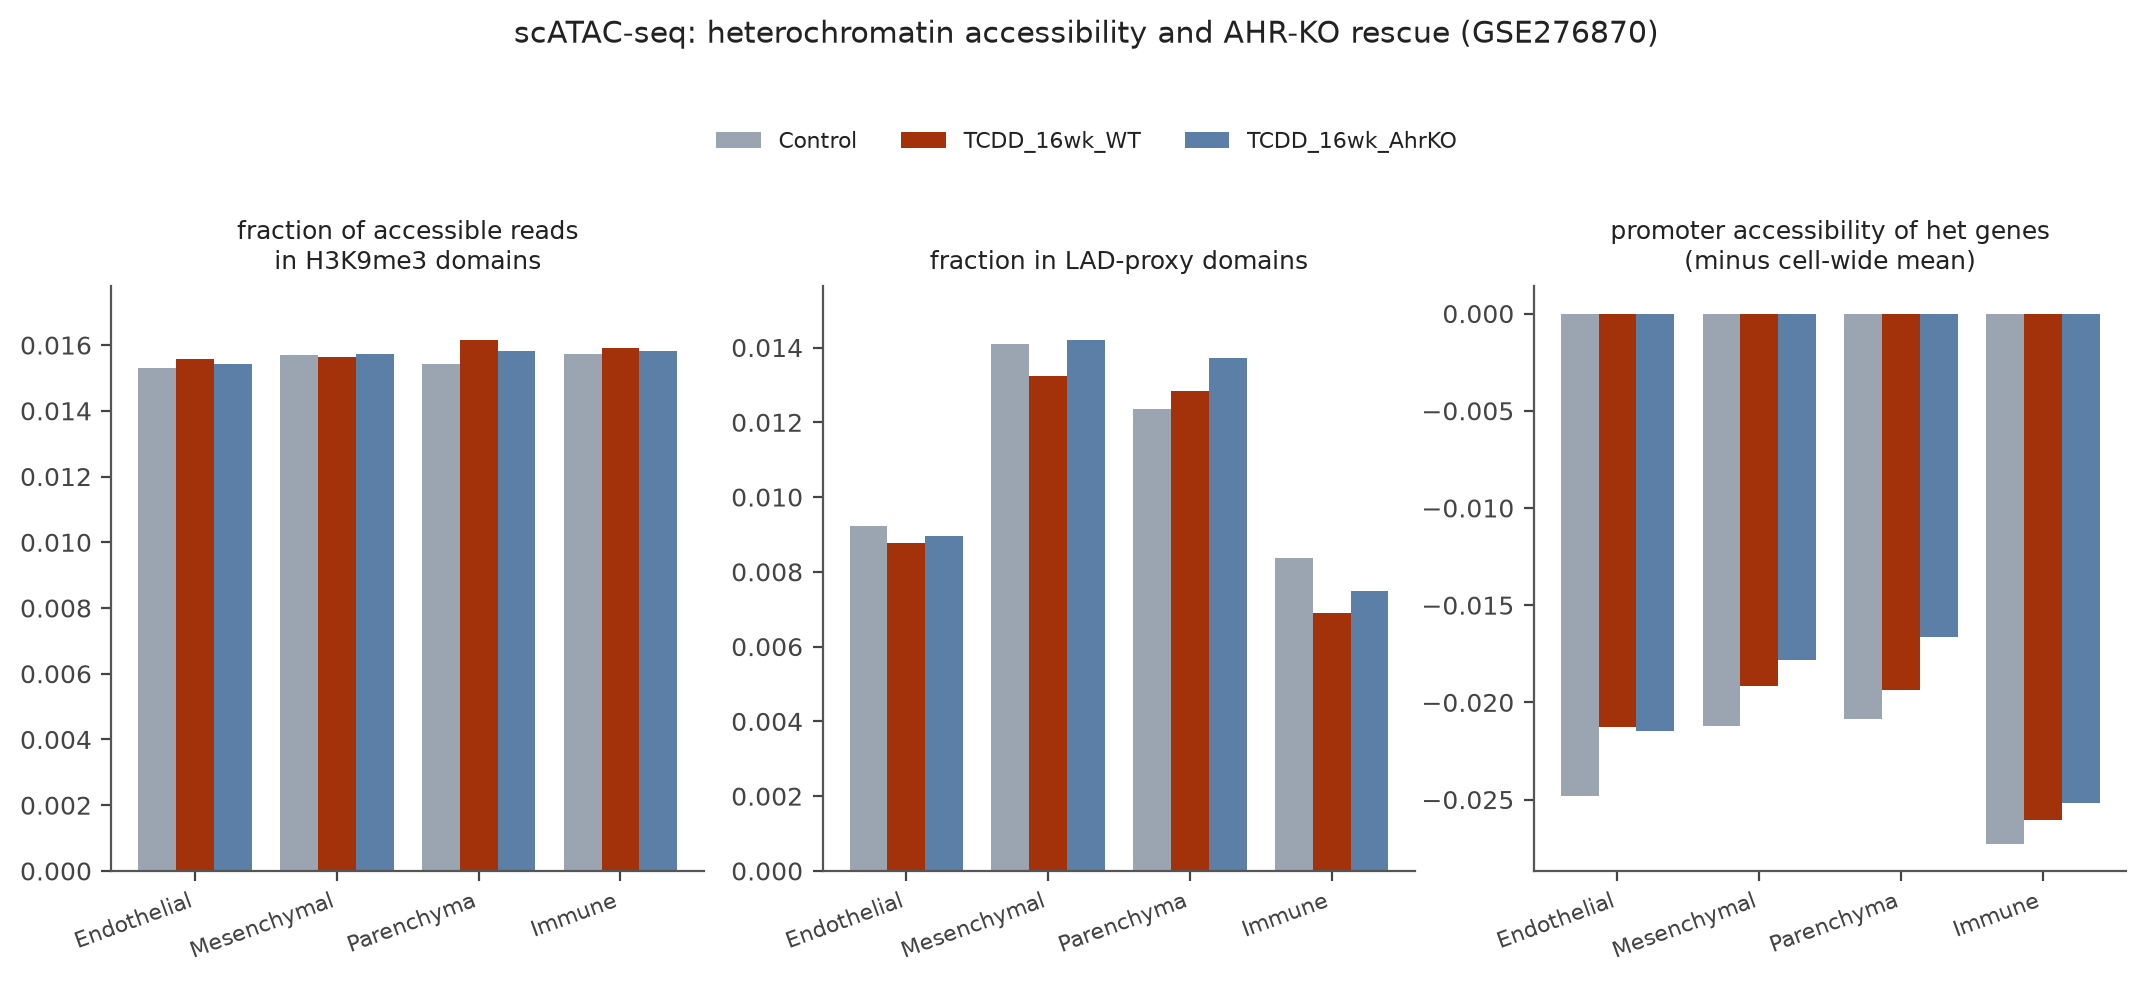 scATAC-seq: heterochromatin accessibility and AHR-KO rescue (GSE276870)
Control
TCDD_16wk_WT
TCDD_16wk_AhrKO
fraction of accessible reads
in H3K9me3 domains
0.016
0.014
0.012
0.010
0.008
0.006
0.004
0.002
0.000
Endothelial
Mesenchymal
Parenchyma
Immune
fraction in LAD-proxy domains
0.014
0.012
0.010
0.008
0.006
0.004
0.002
0.000
Endothelial
Mesenchymal
Parenchyma
Immune
promoter accessibility of het genes
(minus cell-wide mean)
0.000
−0.005
−0.010
−0.015
−0.020
−0.025
Endothelial
Mesenchymal
Parenchyma
Immune